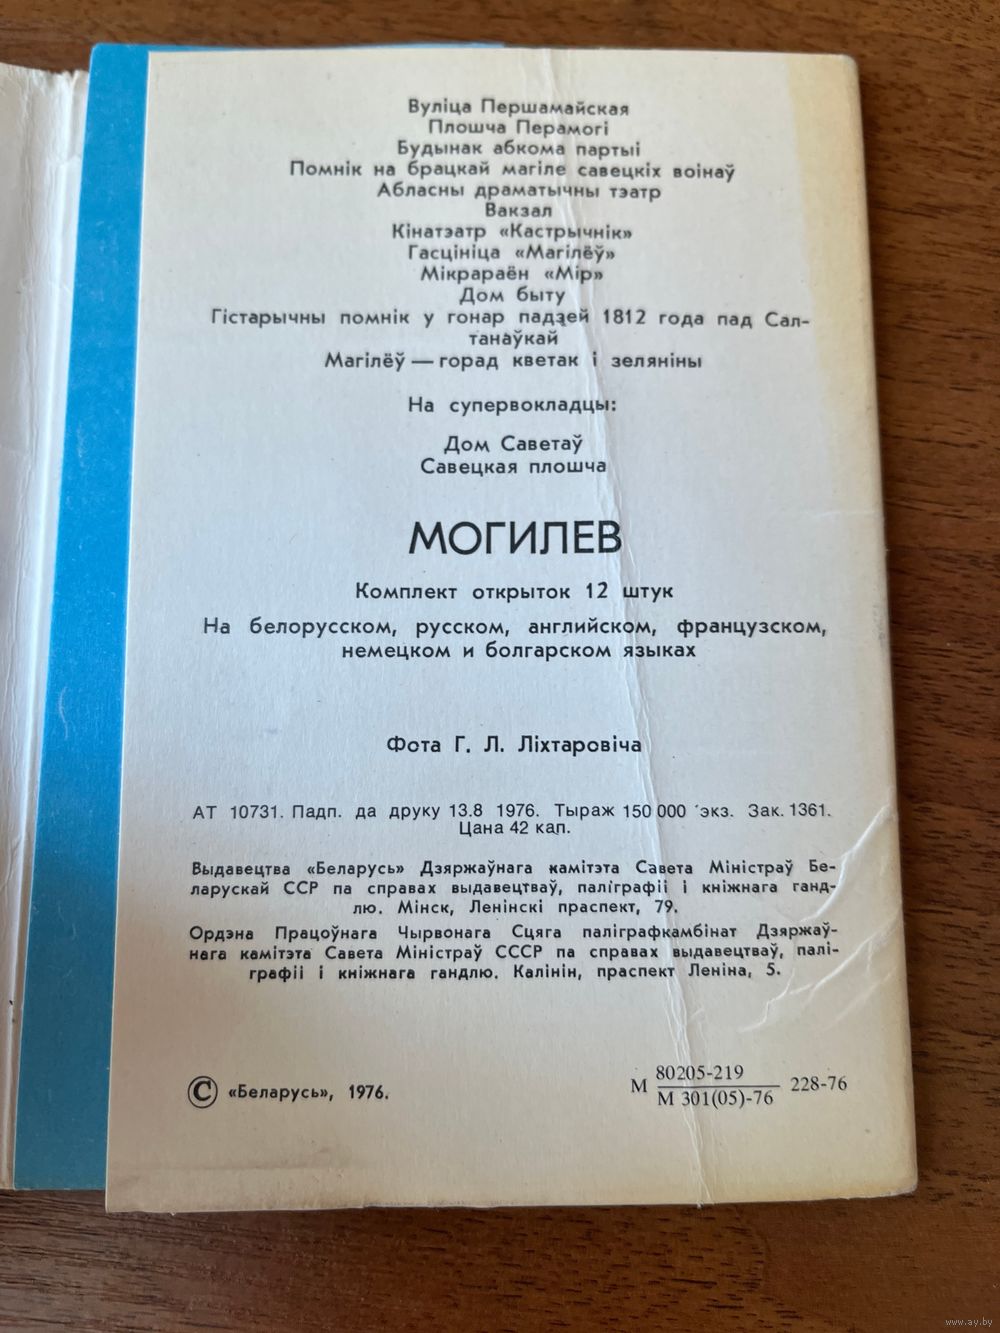 Вуліца Першамайская
Плошча Перамогі
Будынак абкома партыі
Помнік на брацкай магіле савецкіх воінаў
Абласны драматычны тэатр
Вакзал
Кінатэатр «Кастрычнік»
Гасцініца «Магілёў»
Мікрараён «Мір»
Дом быту
Гістарычны помнік у гонар падзей 1812 года пад Сал-
танаўкай
Магілёў — горад кветак і зеляніны
На супервокладцы:
Дом Саветаў
Савецкая плошча
МОГИЛЕВ
Комплект открыток 12 штук
На белорусском, русском, английском, французском,
немецком и болгарском языках
Фота Г. Л. Ліхтаровіча
АТ 10731. Падп. да друку 13.8 1976. Тыраж 150 000 экз. Зак. 1361.
Цана 42 кап.
Выдавецтва «Беларусь» Дзяржаўнага камітэта Савета Міністраў Бе-
ларускай ССР па справах выдавецтваў, паліграфіі і кніжнага ганд-
лю. Мінск, Ленінскі праспект, 79.
Ордэна Працоўнага Чырвонага Сцяга паліграфкамбінат Дзяржаў-
нага камітэта Савета Міністраў СССР па справах выдавецтваў, палі-
графіі і кніжнага гандлю. Калінін, праспект Леніна, 5.
© «Беларусь», 1976.
М 80205-219 / М 301(05)-76 228-76
www.ay.by